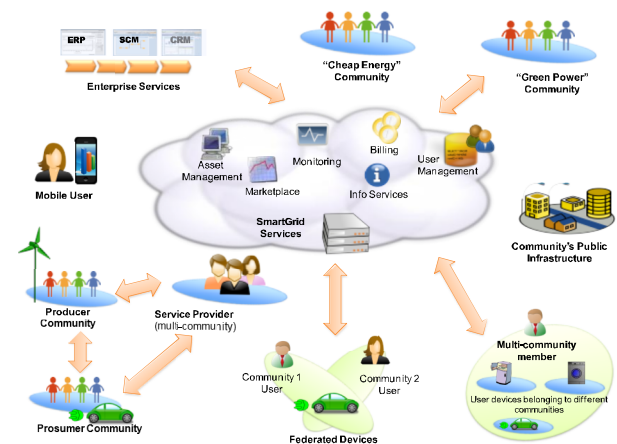 ERP SCM CRM
Enterprise Services
“Cheap Energy”
Community
“Green Power”
Community
Mobile User
Asset
Management
Monitoring
Billing
User
Management
Marketplace
Info Services
SmartGrid
Services
Community's Public
Infrastructure
Producer
Community
Service Provider
(multi-community)
Prosumer Community
Community 1
User
Community 2
User
Federated Devices
Multi-community
member
User devices belonging to different
communities